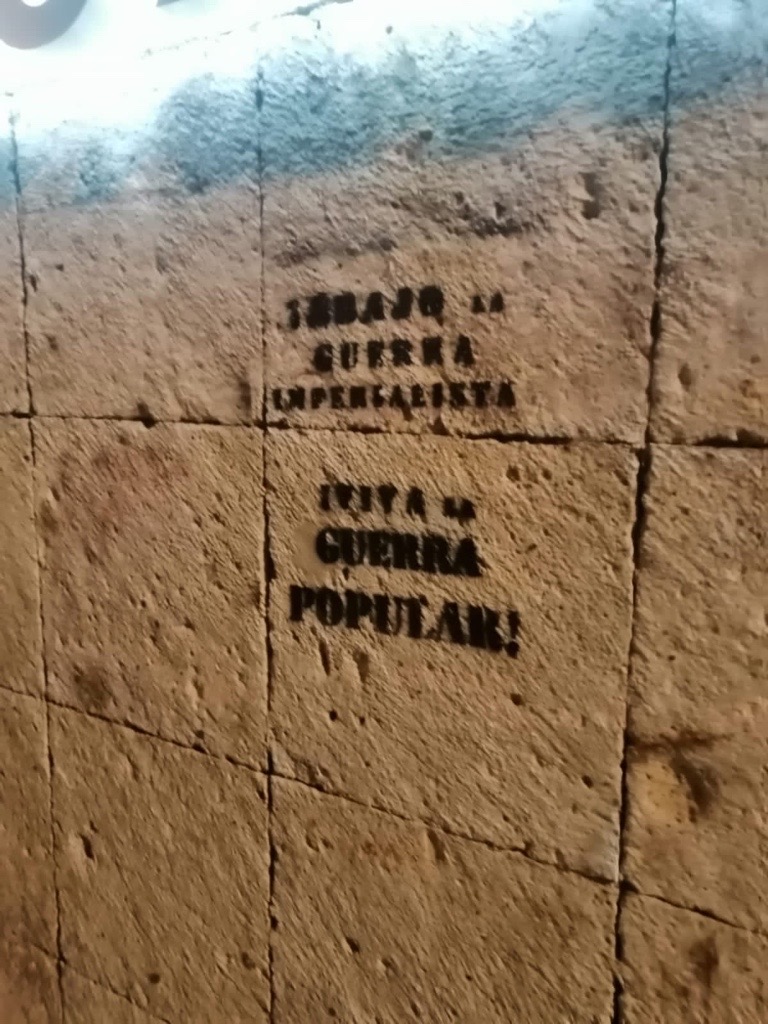 ¡ABAJO LA
GUERRA
IMPERIALISTA
¡VIVA LA
GUERRA
POPULAR!